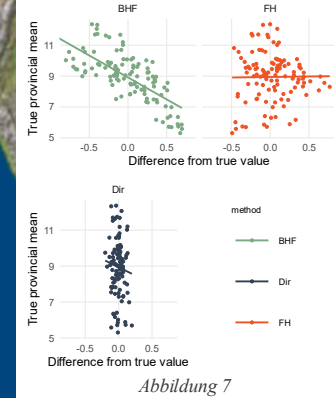 BHF
FH
True provincial mean
11
9
7
5
-0.5 0.0 0.5
-0.5 0.0 0.5
Difference from true value
Dir
True provincial mean
11
9
7
5
-0.5 0.0 0.5
Difference from true value
method
BHF
Dir
FH
Abbildung 7